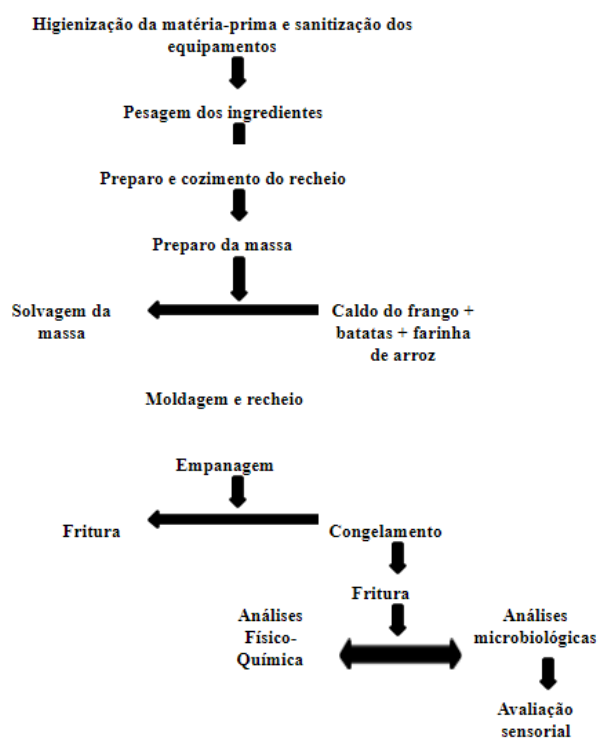 Higienização da matéria-prima e sanitização dos
equipamentos
Pesagem dos ingredientes
Preparo e cozimento do recheio
Preparo da massa
Solvagem da
massa
Caldo do frango +
batatas + farinha
de arroz
Moldagem e recheio
Empanagem
Fritura
Congelamento
Fritura
Análises
Físico-
Química
Análises
microbiológicas
Avaliação
sensorial